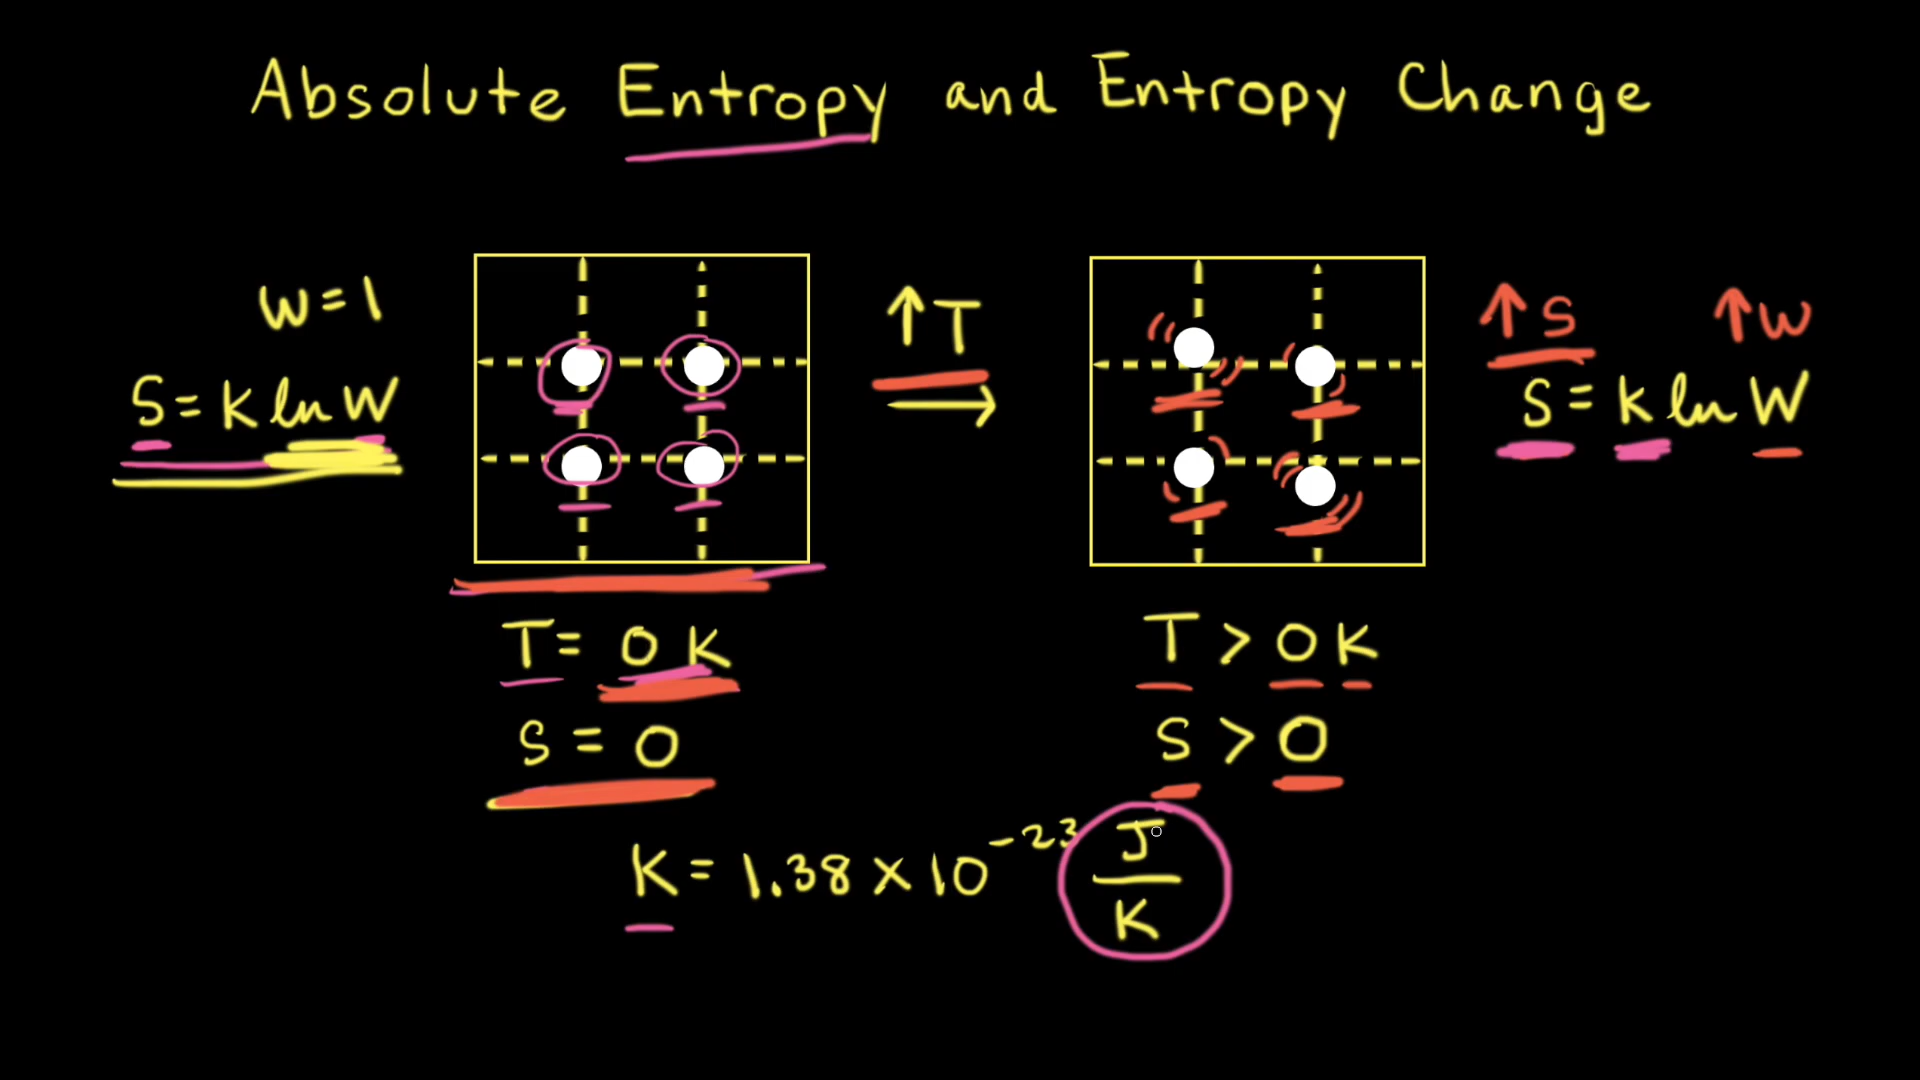 Absolute Entropy and Entropy Change
W = 1
S = k ln W
↑ T
→
↑ S ↑ W
S = k ln W
T = 0 K
S = 0
T > 0 K
S > 0
K = 1.38 × 10⁻²³ J/K